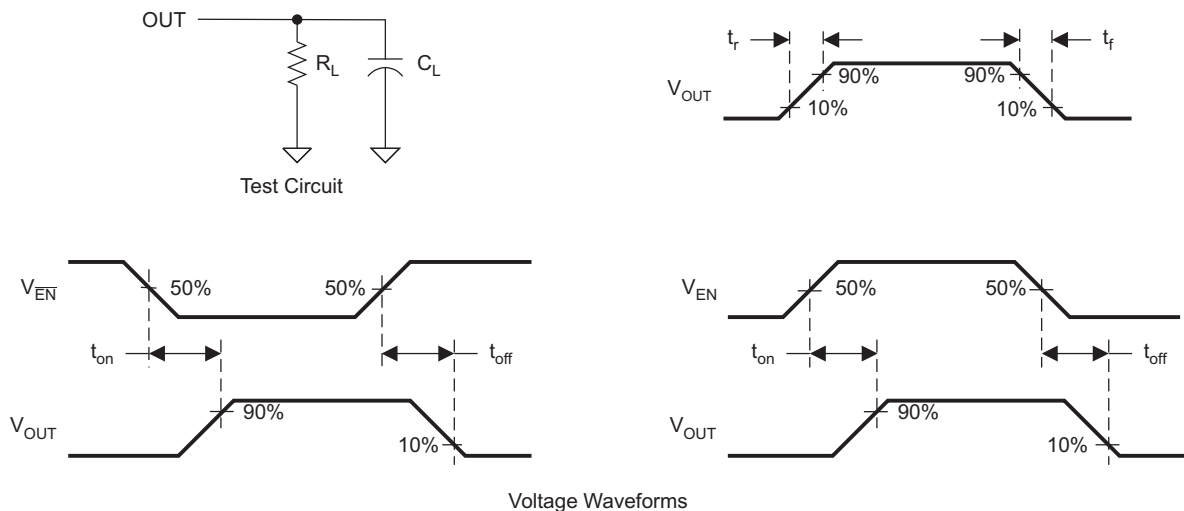 OUT
R_L
C_L
Test Circuit
t_r
t_f
V_OUT
90%
90%
10%
10%
V_E̅N̅
50%
50%
t_on
t_off
V_OUT
90%
10%
V_EN
50%
50%
t_on
t_off
V_OUT
90%
10%
Voltage Waveforms